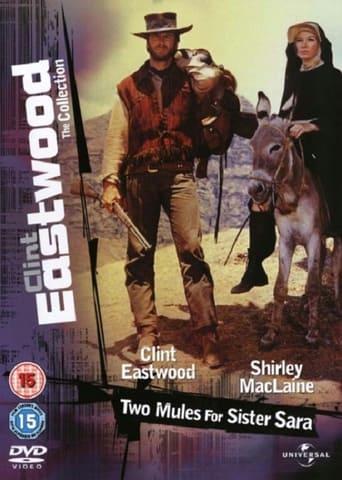 Clint
Eastwood
The Collection
Clint
Eastwood
Shirley
MacLaine
Two Mules For Sister Sara
15
15
DVD
VIDEO
UNIVERSAL